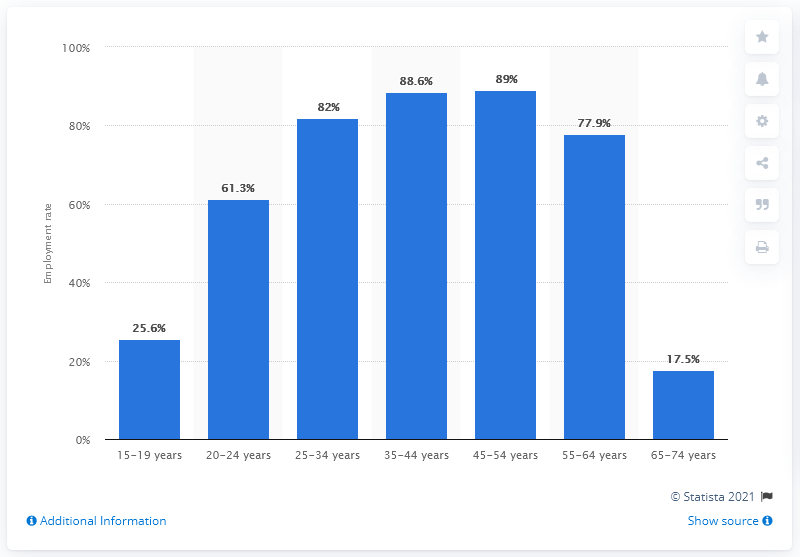 100%
80%
60%
40%
20%
0%
Employment rate
25.6%
61.3%
82%
88.6%
89%
77.9%
17.5%
15-19 years
20-24 years
25-34 years
35-44 years
45-54 years
55-64 years
65-74 years
© Statista 2021
Additional Information
Show source